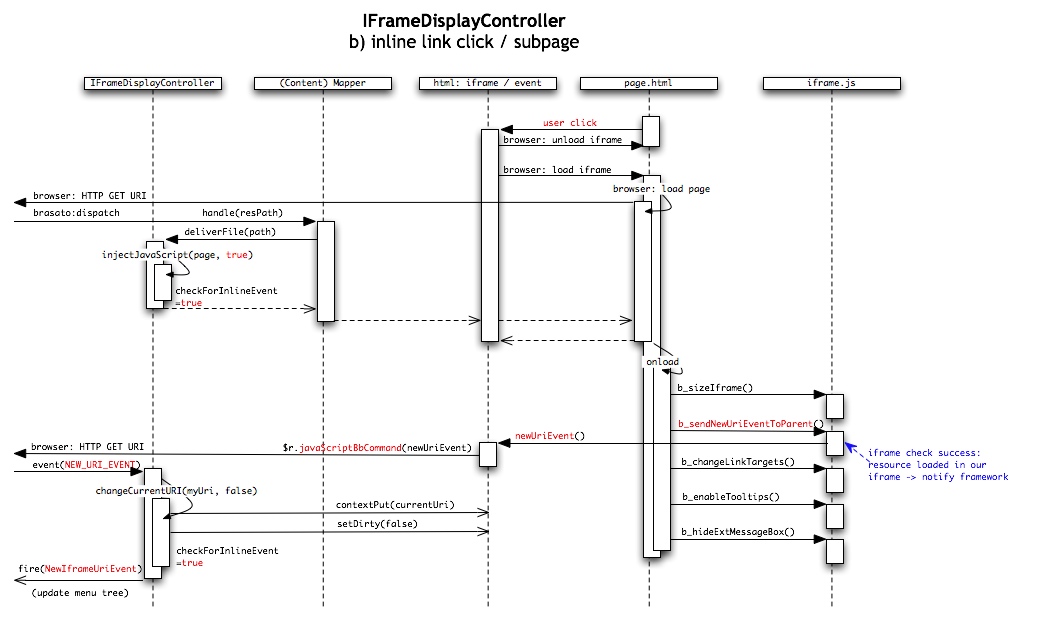 IFrameDisplayController
b) inline link click / subpage
IFrameDisplayController
(Content) Mapper
html: iframe / event
page.html
iframe.js
user click
browser: unload iframe
browser: load iframe
browser: load page
browser: HTTP GET URI
brasato:dispatch
handle(resPath)
deliverFile(path)
injectJavaScript(page, true)
checkForInlineEvent
=true
onload
b_sizeIframe()
b_sendNewUriEventToParent()
newUriEvent()
browser: HTTP GET URI
$r.javaScriptBbCommand(newUriEvent)
iframe check success:
resource loaded in our
iframe -> notify framework
event(NEW_URI_EVENT)
b_changeLinkTargets()
changeCurrentURI(myUri, false)
b_enableTooltips()
contextPut(currentUri)
setDirty(false)
b_hideExtMessageBox()
checkForInlineEvent
=true
fire(NewIframeUriEvent)
(update menu tree)